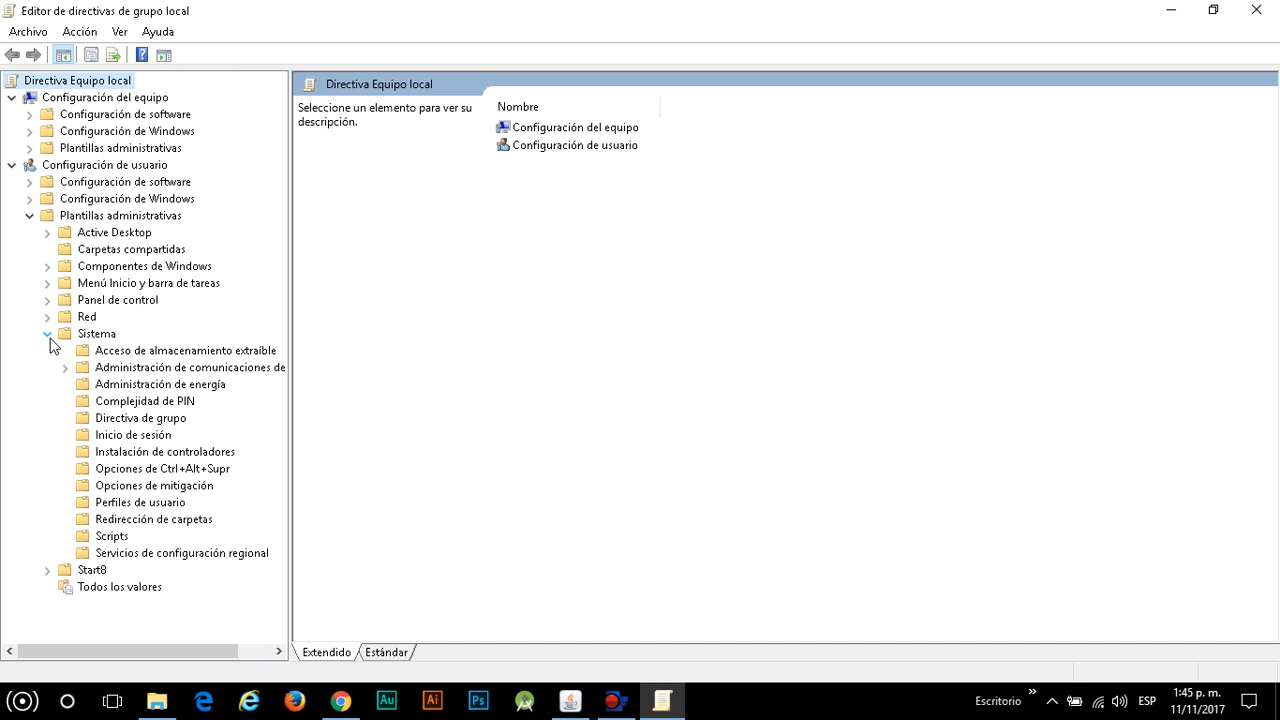 Editor de directivas de grupo local
Archivo Acción Ver Ayuda
Directiva Equipo local
Configuración del equipo
Configuración de software
Configuración de Windows
Plantillas administrativas
Configuración de usuario
Configuración de software
Configuración de Windows
Plantillas administrativas
Active Desktop
Carpetas compartidas
Componentes de Windows
Menú Inicio y barra de tareas
Panel de control
Red
Sistema
Acceso de almacenamiento extraíble
Administración de comunicaciones de
Administración de energía
Complejidad de PIN
Directiva de grupo
Inicio de sesión
Instalación de controladores
Opciones de Ctrl+Alt+Supr
Opciones de mitigación
Perfiles de usuario
Redirección de carpetas
Scripts
Servicios de configuración regional
Start8
Todos los valores
Directiva Equipo local
Seleccione un elemento para ver su
descripción.
Nombre
Configuración del equipo
Configuración de usuario
Extendido Estándar
Au Ai Ps
Escritorio
ESP
1:45 p. m.
11/11/2017